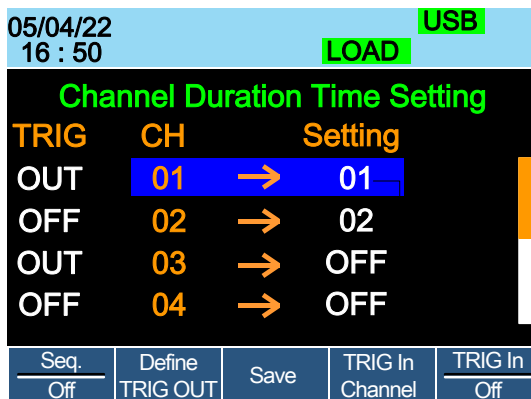 05/04/22 USB
16 : 50 LOAD
Channel Duration Time Setting
TRIG CH Setting
OUT 01 → 01
OFF 02 → 02
OUT 03 → OFF
OFF 04 → OFF
Seq. Off
Define TRIG OUT
Save
TRIG In Channel
TRIG In Off